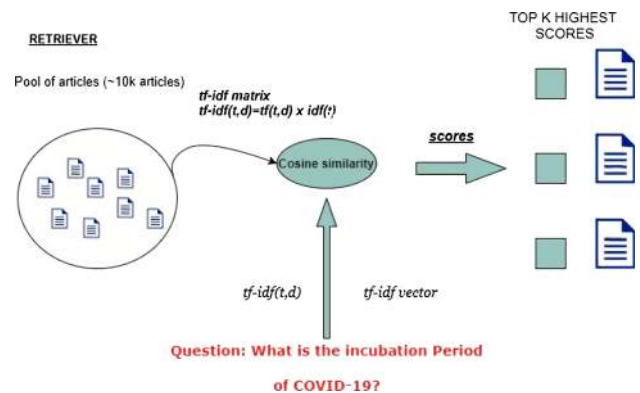 TOP K HIGHEST
SCORES
RETRIEVER
Pool of articles (~10k articles)
tf-idf matrix
tf-idf(t,d)=tf(t,d) x idf(t)
Cosine similarity
scores
tf-idf(t,d)
tf-idf vector
Question: What is the incubation Period
of COVID-19?